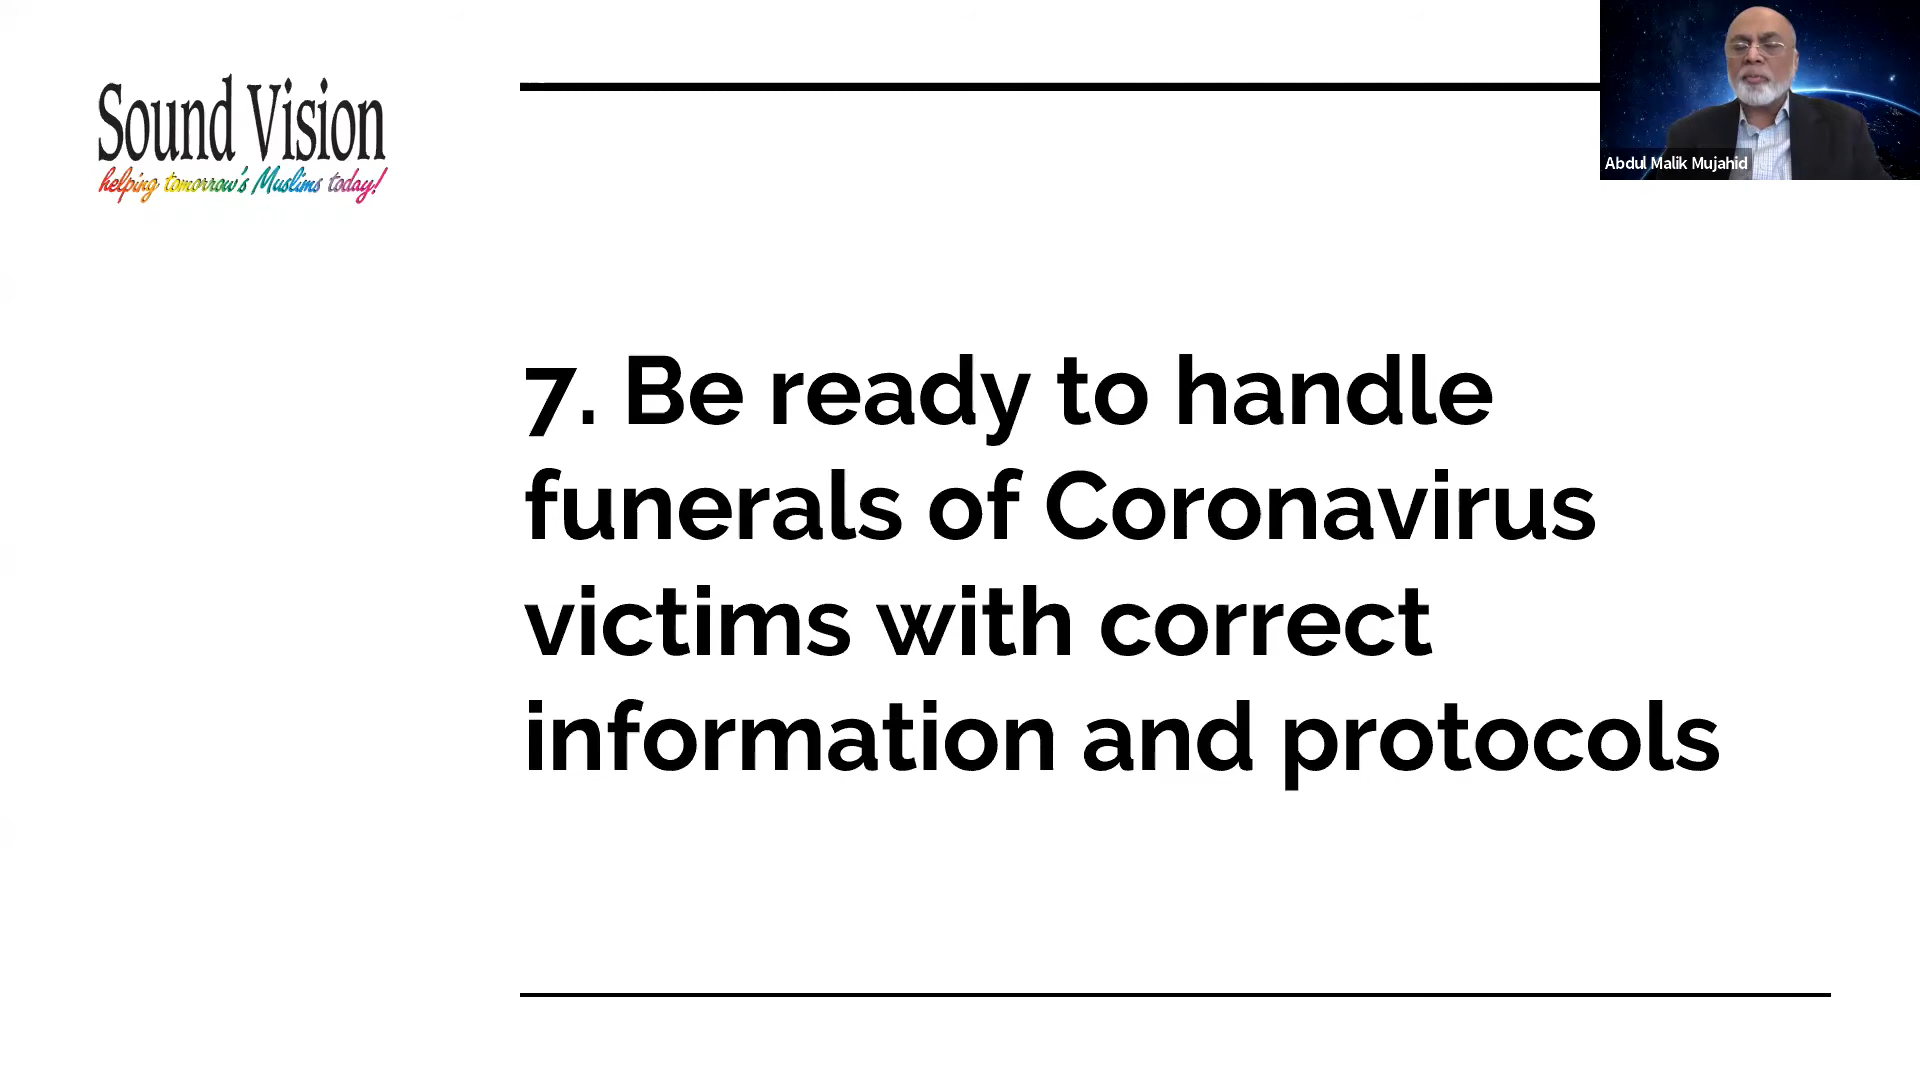 Sound Vision
helping tomorrow's Muslims today!
Abdul Malik Mujahid
7. Be ready to handle
funerals of Coronavirus
victims with correct
information and protocols